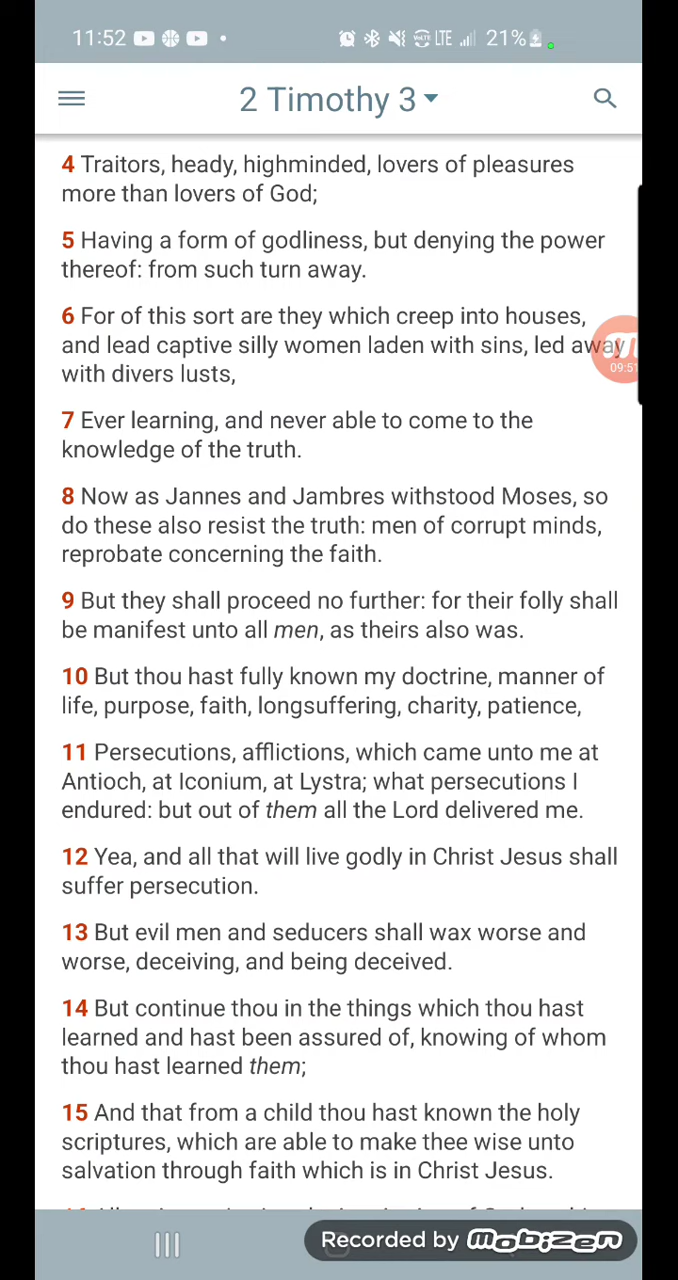 11:52 LTE 21%
2 Timothy 3
4 Traitors, heady, highminded, lovers of pleasures
more than lovers of God;
5 Having a form of godliness, but denying the power
thereof: from such turn away.
6 For of this sort are they which creep into houses,
and lead captive silly women laden with sins, led away
with divers lusts,
09:51
7 Ever learning, and never able to come to the
knowledge of the truth.
8 Now as Jannes and Jambres withstood Moses, so
do these also resist the truth: men of corrupt minds,
reprobate concerning the faith.
9 But they shall proceed no further: for their folly shall
be manifest unto all men, as theirs also was.
10 But thou hast fully known my doctrine, manner of
life, purpose, faith, longsuffering, charity, patience,
11 Persecutions, afflictions, which came unto me at
Antioch, at Iconium, at Lystra; what persecutions I
endured: but out of them all the Lord delivered me.
12 Yea, and all that will live godly in Christ Jesus shall
suffer persecution.
13 But evil men and seducers shall wax worse and
worse, deceiving, and being deceived.
14 But continue thou in the things which thou hast
learned and hast been assured of, knowing of whom
thou hast learned them;
15 And that from a child thou hast known the holy
scriptures, which are able to make thee wise unto
salvation through faith which is in Christ Jesus.
Recorded by mobizen